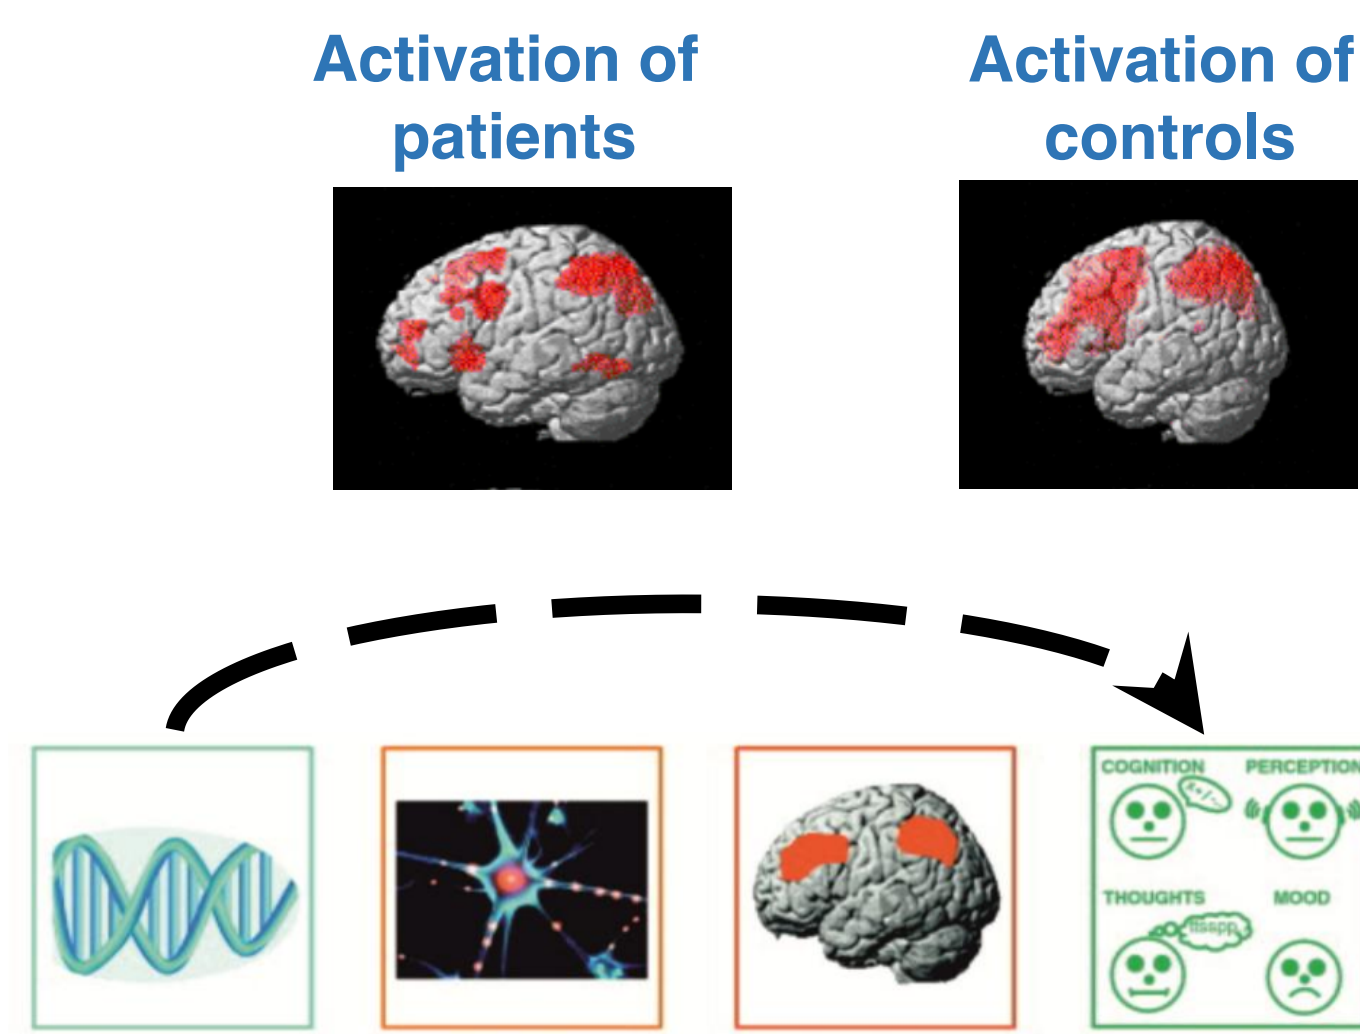 Activation of
patients
Activation of
controls
COGNITION
PERCEPTION
THOUGHTS
MOOD